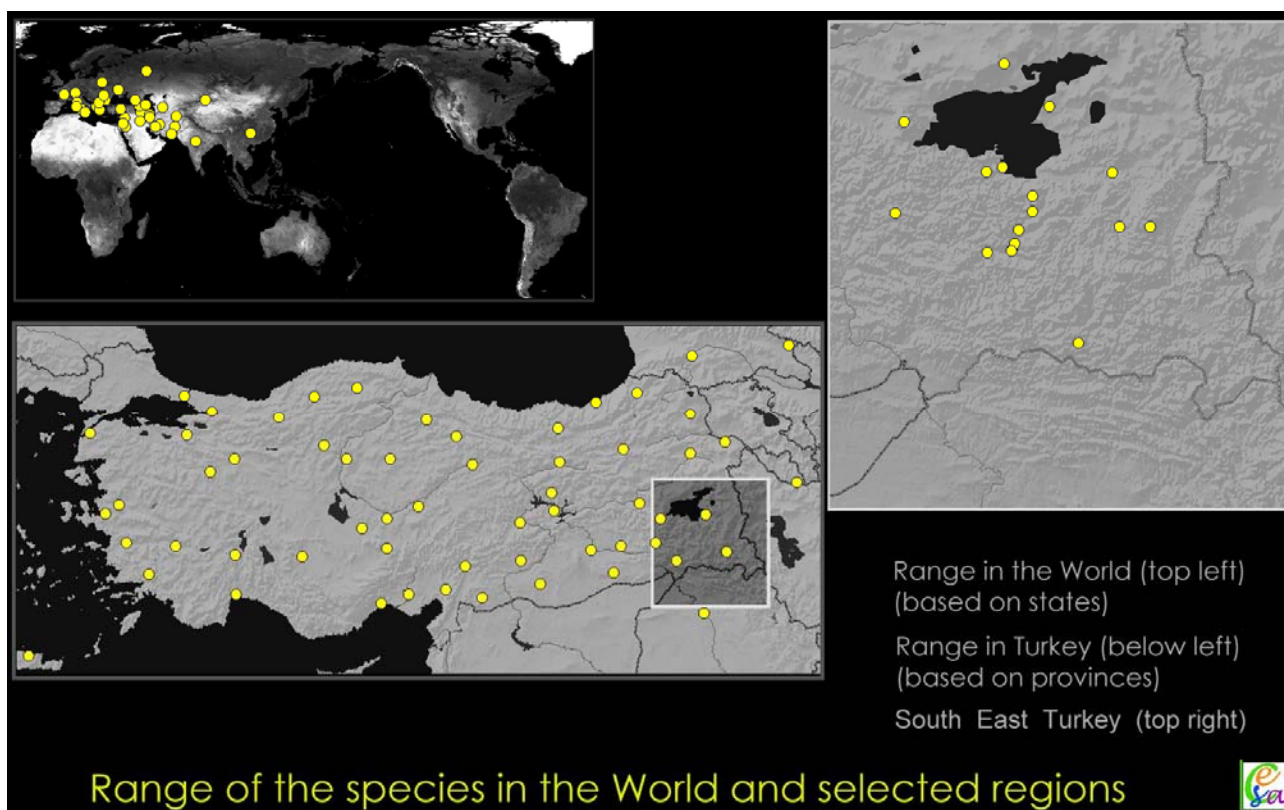 Range in the World (top left)
(based on states)
Range in Turkey (below left)
(based on provinces)
South East Turkey (top right)
Range of the species in the World and selected regions